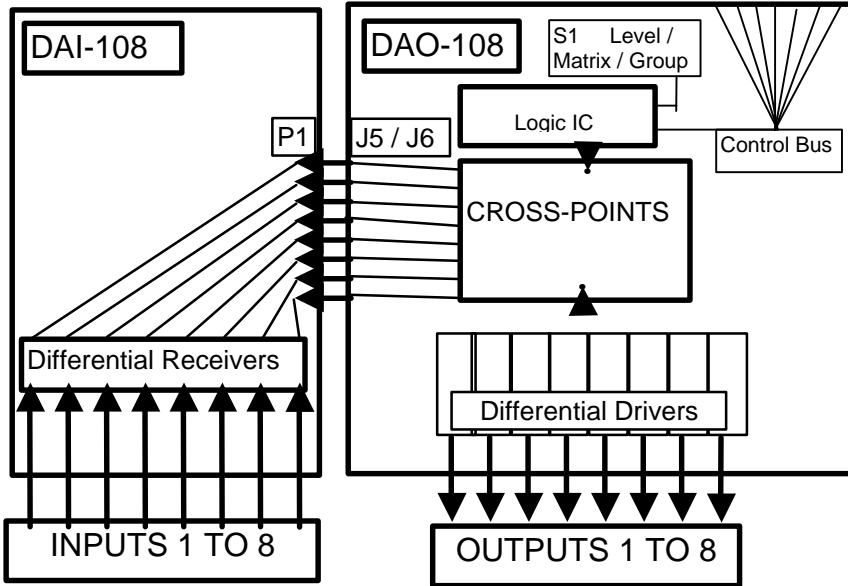 DAI-108
DAO-108
S1 Level /
Matrix / Group
Logic IC
Control Bus
P1
J5 / J6
CROSS-POINTS
Differential Receivers
Differential Drivers
INPUTS 1 TO 8
OUTPUTS 1 TO 8